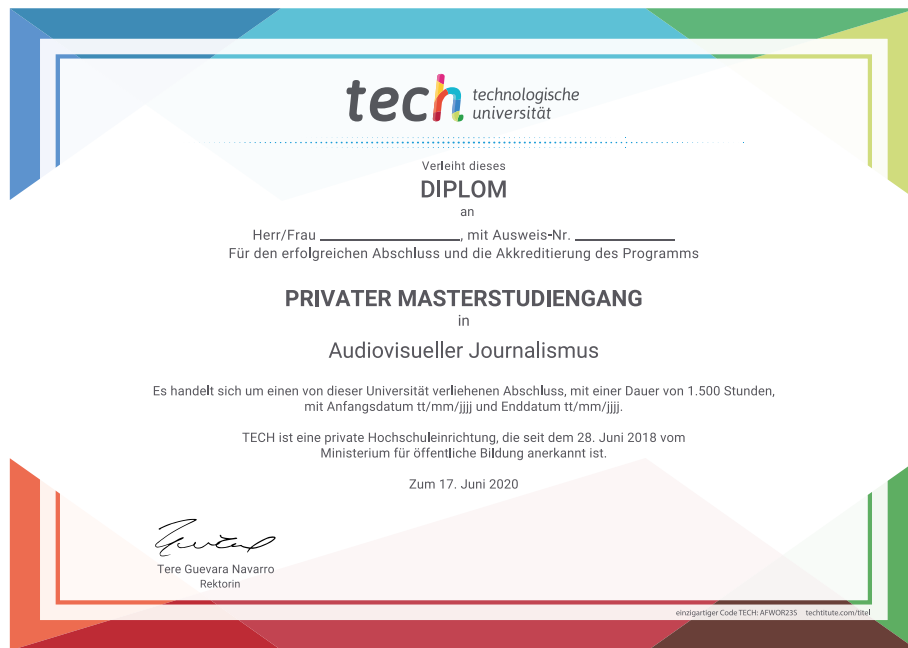 tech technologische
universität
Verleiht dieses
DIPLOM
an
Herr/Frau ____________, mit Ausweis-Nr. ____________
Für den erfolgreichen Abschluss und die Akkreditierung des Programms
PRIVATER MASTERSTUDIENGANG
in
Audiovisueller Journalismus
Es handelt sich um einen von dieser Universität verliehenen Abschluss, mit einer Dauer von 1.500 Stunden,
mit Anfangsdatum tt/mm/jjjj und Enddatum tt/mm/jjjj.
TECH ist eine private Hochschuleinrichtung, die seit dem 28. Juni 2018 vom
Ministerium für öffentliche Bildung anerkannt ist.
Zum 17. Juni 2020
Tere Guevara Navarro
Rektorin
einzigartiger Code TECH: AFWOR23S techtitute.com/titel